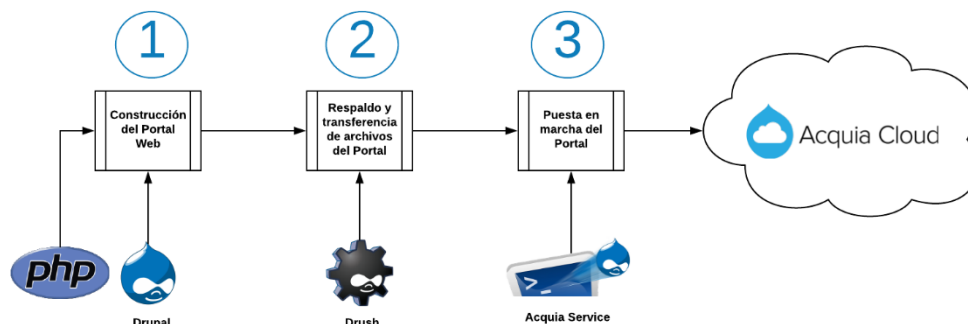 1
2
3
Construcción
del Portal
Web
Respaldo y
transferencia
de archivos
del Portal
Puesta en
marcha del
Portal
Acquia Cloud
php
>_
Drupal
Drush
Acquia Service